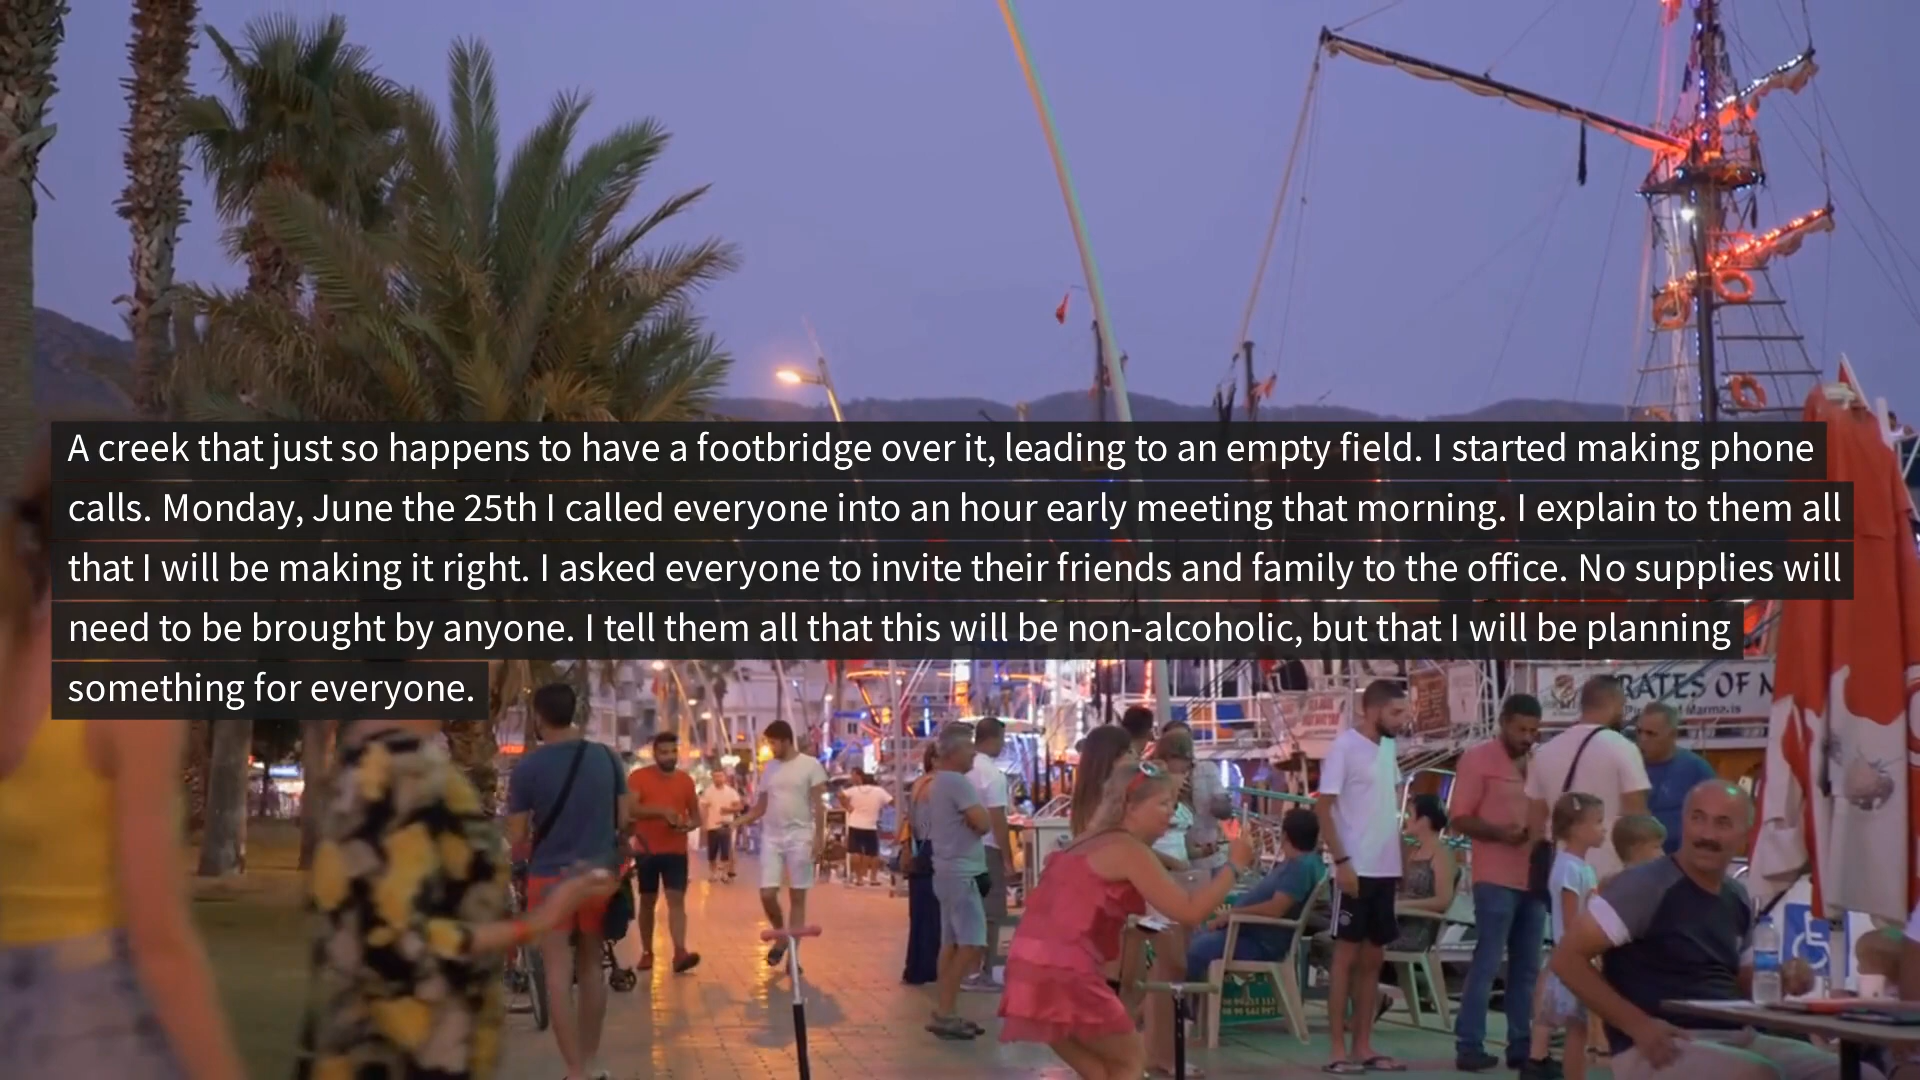 A creek that just so happens to have a footbridge over it, leading to an empty field. I started making phone
calls. Monday, June the 25th I called everyone into an hour early meeting that morning. I explain to them all
that I will be making it right. I asked everyone to invite their friends and family to the office. No supplies will
need to be brought by anyone. I tell them all that this will be non-alcoholic, but that I will be planning
something for everyone.
RATES OF M